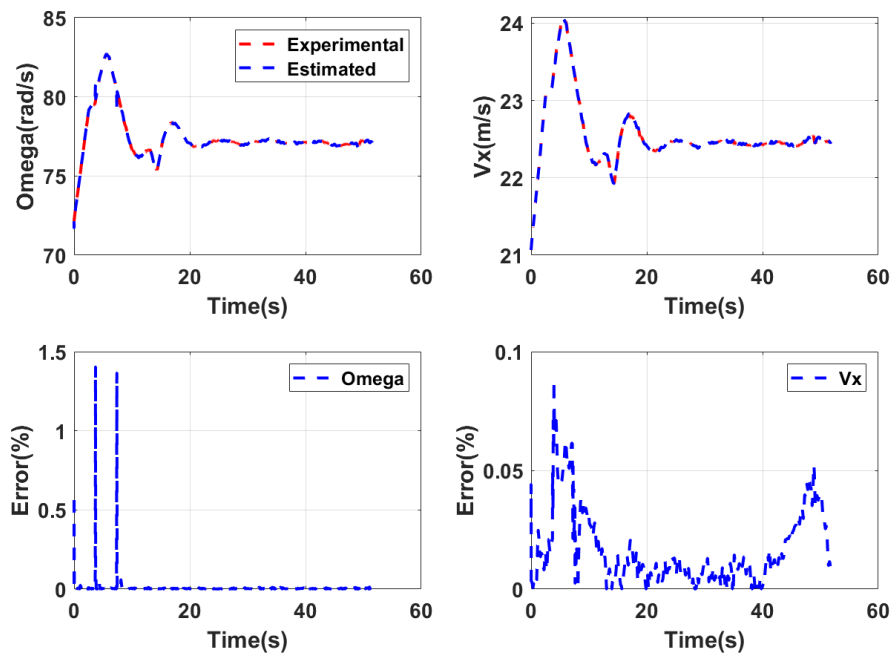 85
80
75
70
Omega(rad/s)
Experimental
Estimated
0
20
40
60
Time(s)
24
23
22
21
Vx(m/s)
0
20
40
60
Time(s)
1.5
1
0.5
0
Error(%)
Omega
0
20
40
60
Time(s)
0.1
0.05
0
Error(%)
Vx
0
20
40
60
Time(s)